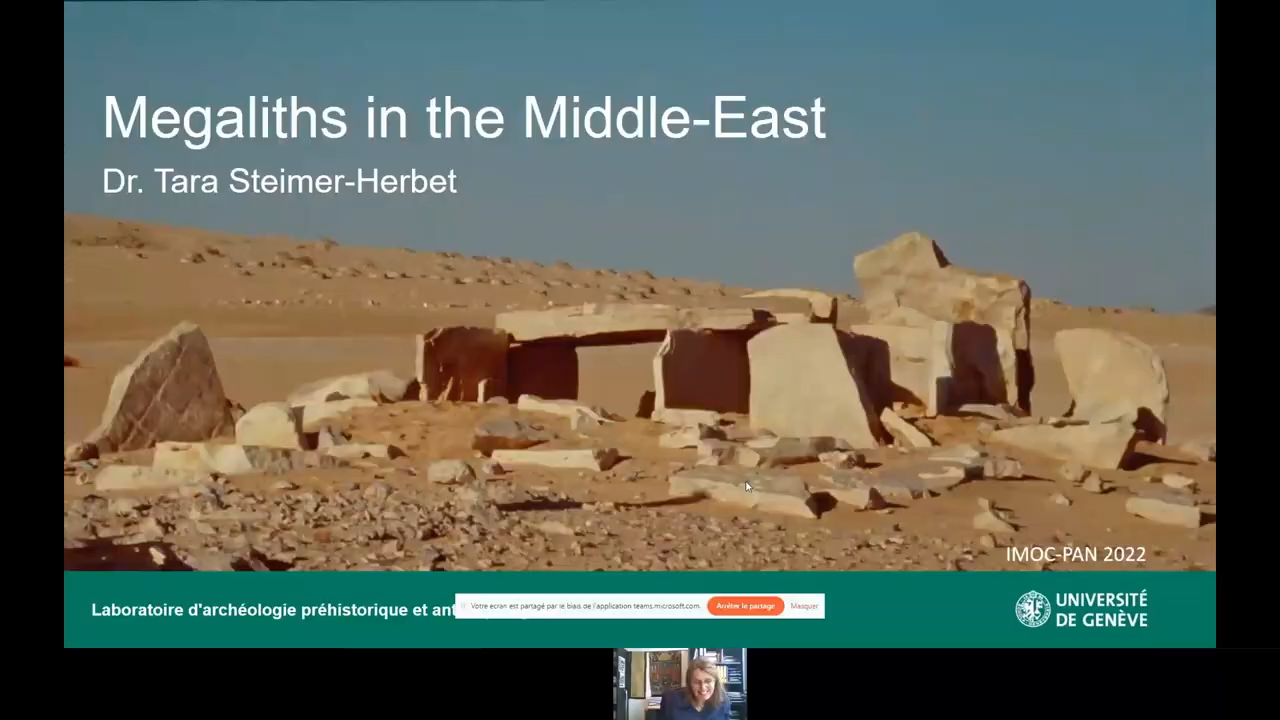 Megaliths in the Middle-East
Dr. Tara Steimer-Herbet
IMOC-PAN 2022
Laboratoire d'archéologie préhistorique et
Votre écran est partagé par le biais de l'application teams.microsoft.com.
Arrêter le partage
Masquer
UNIVERSITÉ
DE GENÈVE